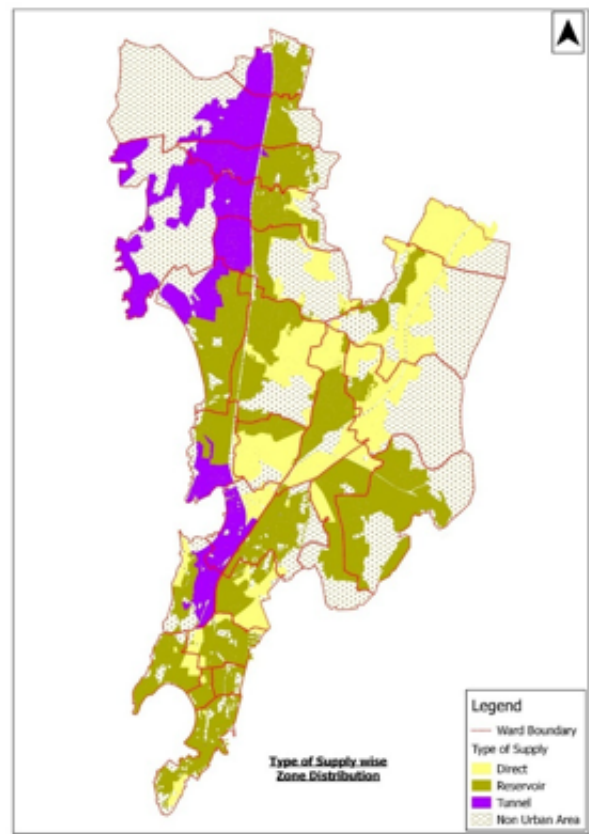 Legend
Ward Boundary
Type of Supply
Direct
Reservoir
Tunnel
Non Urban Area
Type of Supply wise
Zone Distribution